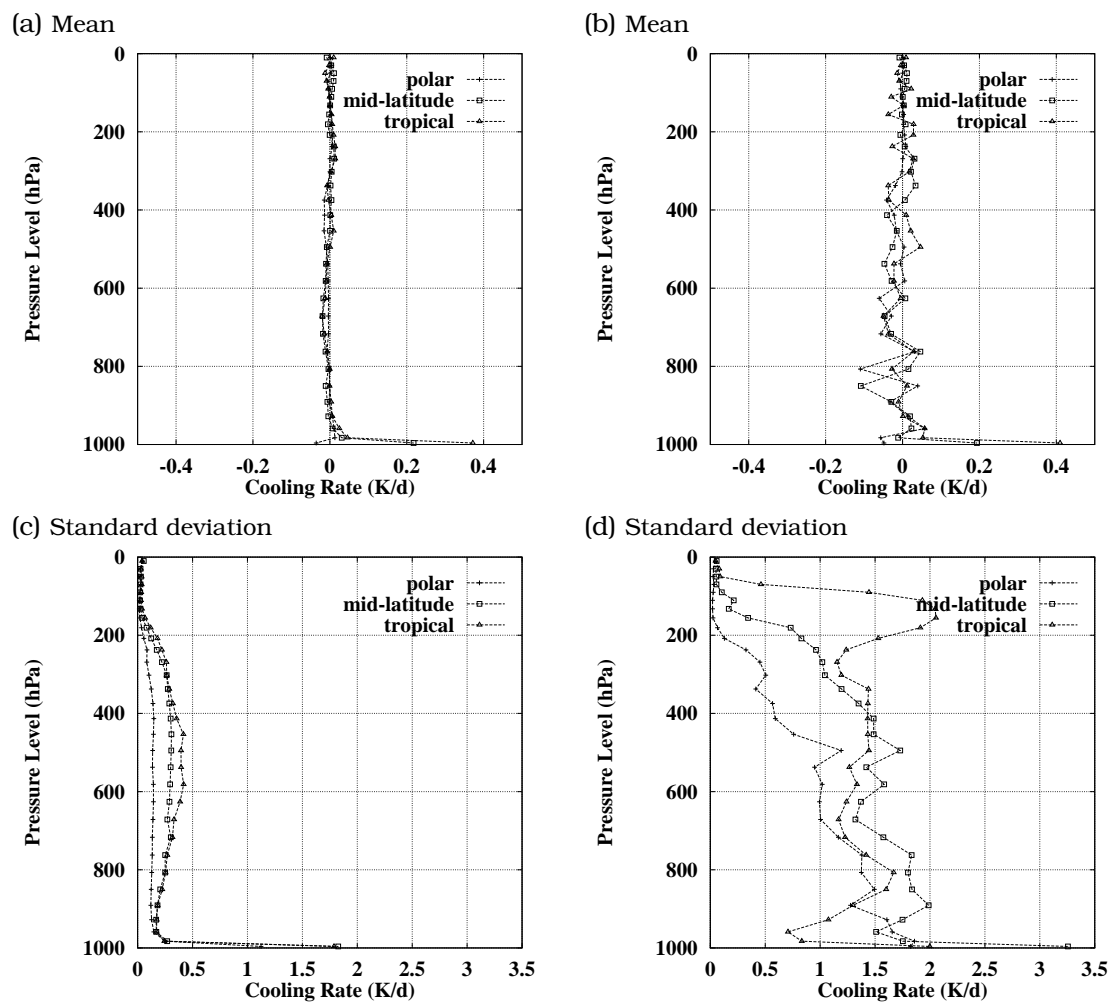 (a) Mean
0
200
400
600
800
1000
Pressure Level (hPa)
polar
mid-latitude
tropical
-0.4
-0.2
0
0.2
0.4
Cooling Rate (K/d)
(b) Mean
0
200
400
600
800
1000
Pressure Level (hPa)
polar
mid-latitude
tropical
-0.4
-0.2
0
0.2
0.4
Cooling Rate (K/d)
(c) Standard deviation
0
200
400
600
800
1000
Pressure Level (hPa)
polar
mid-latitude
tropical
0
0.5
1
1.5
2
2.5
3
3.5
Cooling Rate (K/d)
(d) Standard deviation
0
200
400
600
800
1000
Pressure Level (hPa)
polar
mid-latitude
tropical
0
0.5
1
1.5
2
2.5
3
3.5
Cooling Rate (K/d)